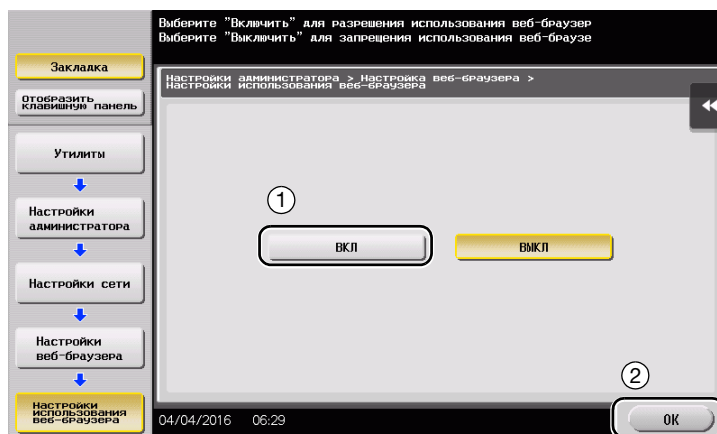 Выберите "Включить" для разрешения использования веб-браузер
Выберите "Выключить" для запрещения использования веб-браузе
Закладка
Отобразить
клавишную панель
Настройки администратора > Настройка веб-браузера >
Настройки использования веб-браузера
Утилиты
Настройки
администратора
Настройки сети
Настройки
веб-браузера
Настройки
использования
веб-браузера
1
ВКЛ
ВЫКЛ
2
04/04/2016 06:29
ОК